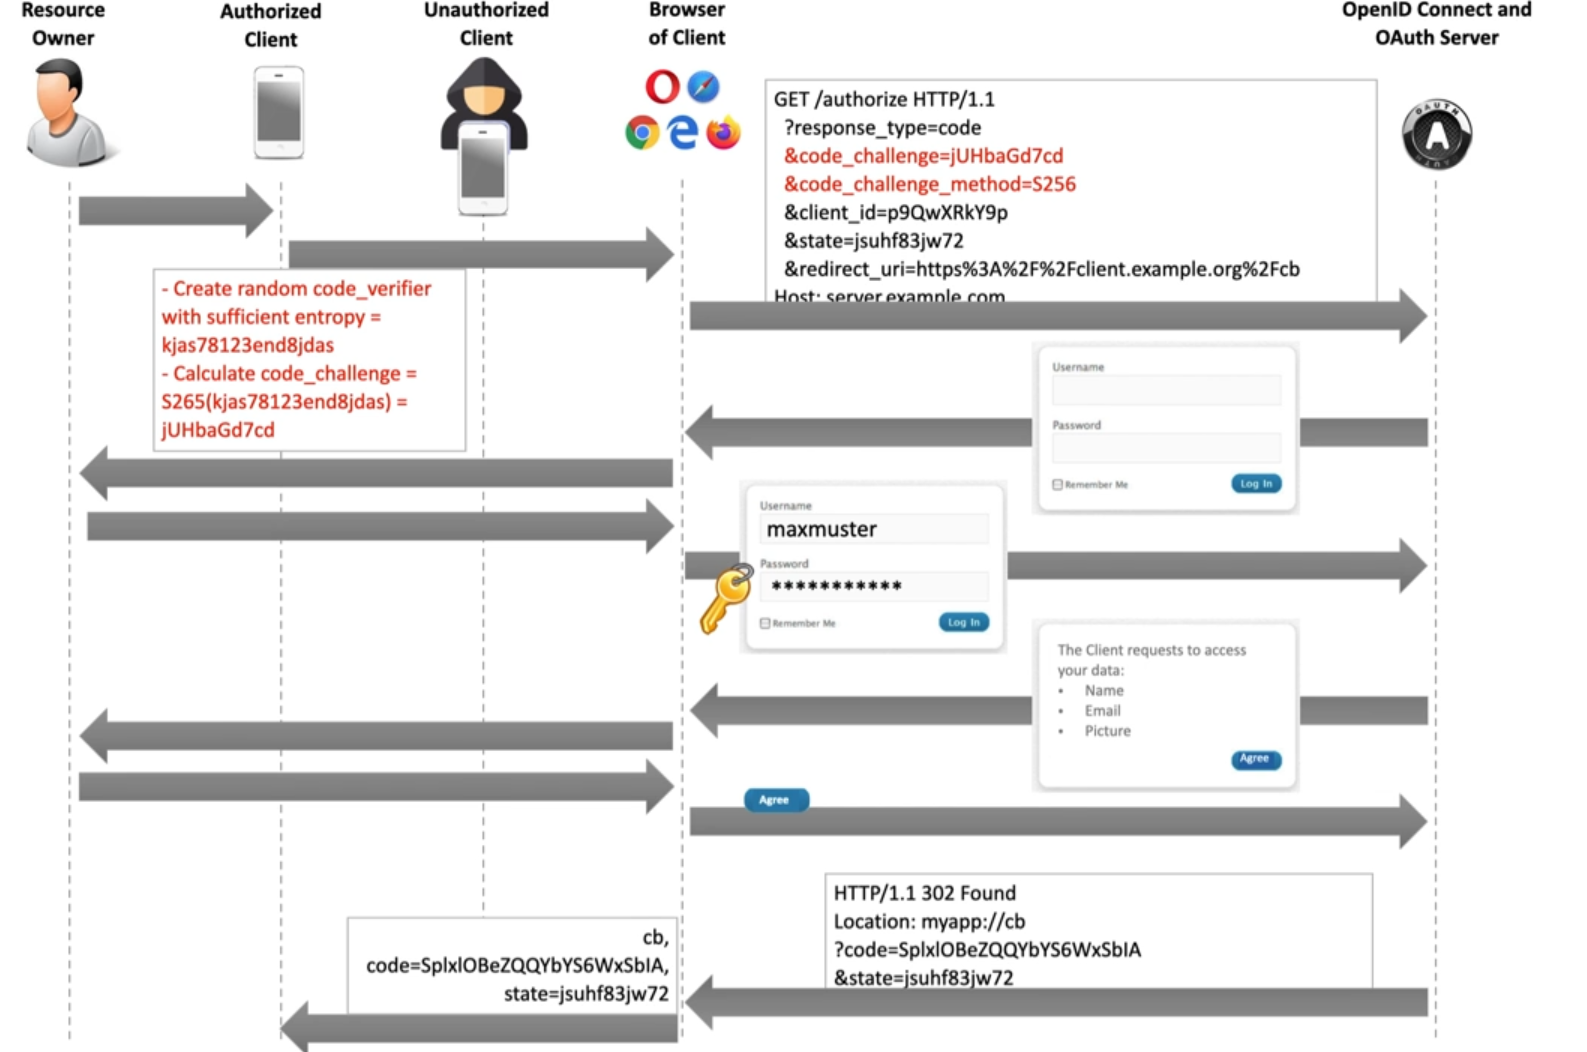 Resource
Owner
Authorized
Client
Unauthorized
Client
Browser
of Client
OpenID Connect and
OAuth Server
OAUTH
A
GET /authorize HTTP/1.1
?response_type=code
&code_challenge=jUHbaGd7cd
&code_challenge_method=S256
&client_id=p9QwXRkY9p
&state=jsuhf83jw72
&redirect_uri=https%3A%2F%2Fclient.example.org%2Fcb
Host: server.example.com
- Create random code_verifier
with sufficient entropy =
kjas78123end8jdas
- Calculate code_challenge =
S265(kjas78123end8jdas) =
jUHbaGd7cd
Username
Password
Remember Me
Log In
Username
maxmuster
Password
***********
Remember Me
Log In
The Client requests to access
your data:
• Name
• Email
• Picture
Agree
Agree
HTTP/1.1 302 Found
Location: myapp://cb
?code=SplxlOBeZQQYbYS6WxSbIA
&state=jsuhf83jw72
cb,
code=SplxlOBeZQQYbYS6WxSbIA,
state=jsuhf83jw72